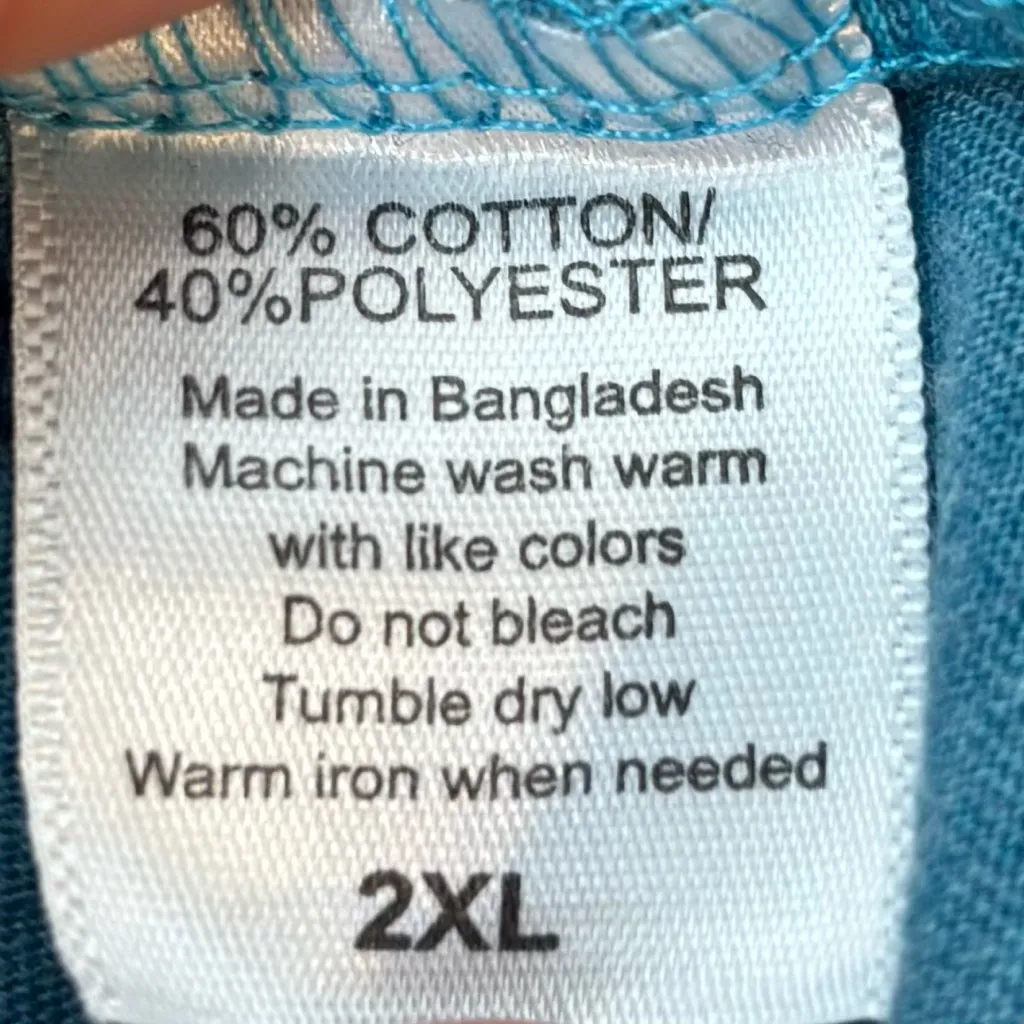 60% COTTON/
40%POLYESTER
Made in Bangladesh
Machine wash warm
with like colors
Do not bleach
Tumble dry low
Warm iron when needed
2XL